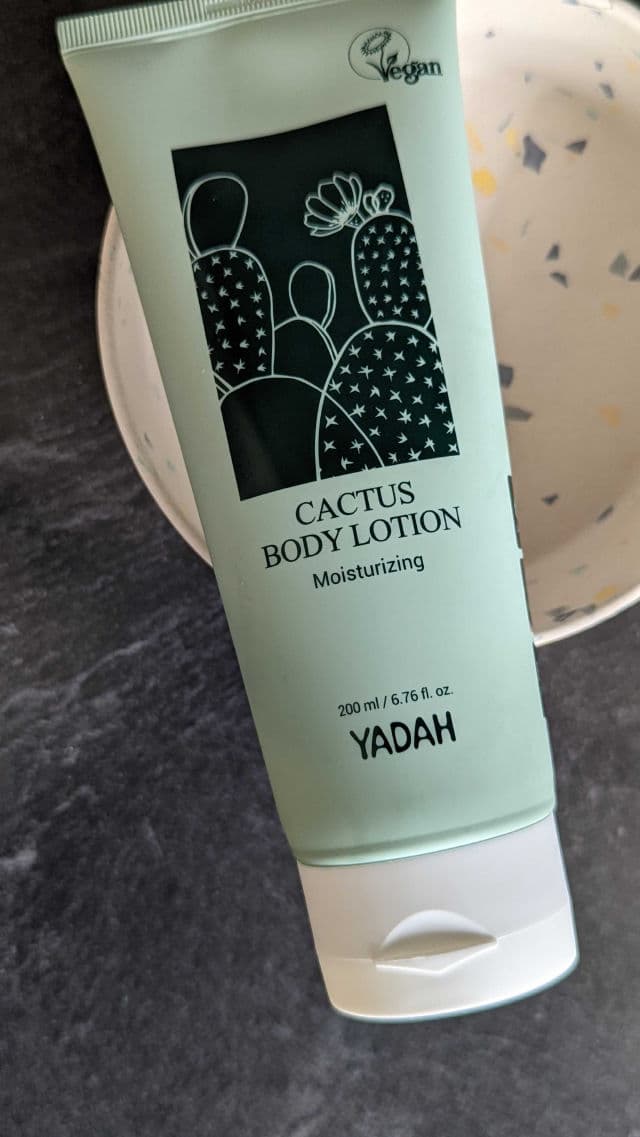 Vegan
CACTUS
BODY LOTION
Moisturizing
200 ml / 6.76 fl. oz.
YADAH